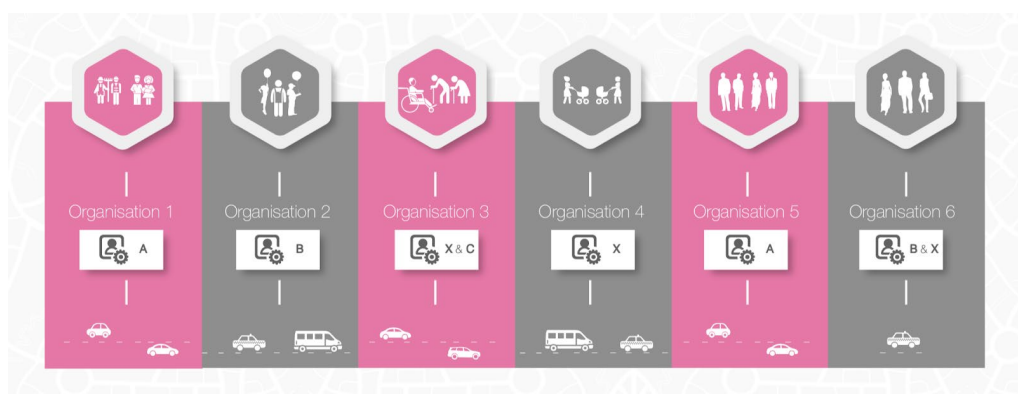 Organisation 1
A
Organisation 2
B
Organisation 3
X & C
Organisation 4
X
Organisation 5
A
Organisation 6
B & X